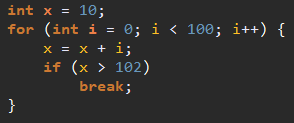 int x = 10;
for (int i = 0; i < 100; i++) {
    x = x + i;
    if (x > 102)
        break;
}